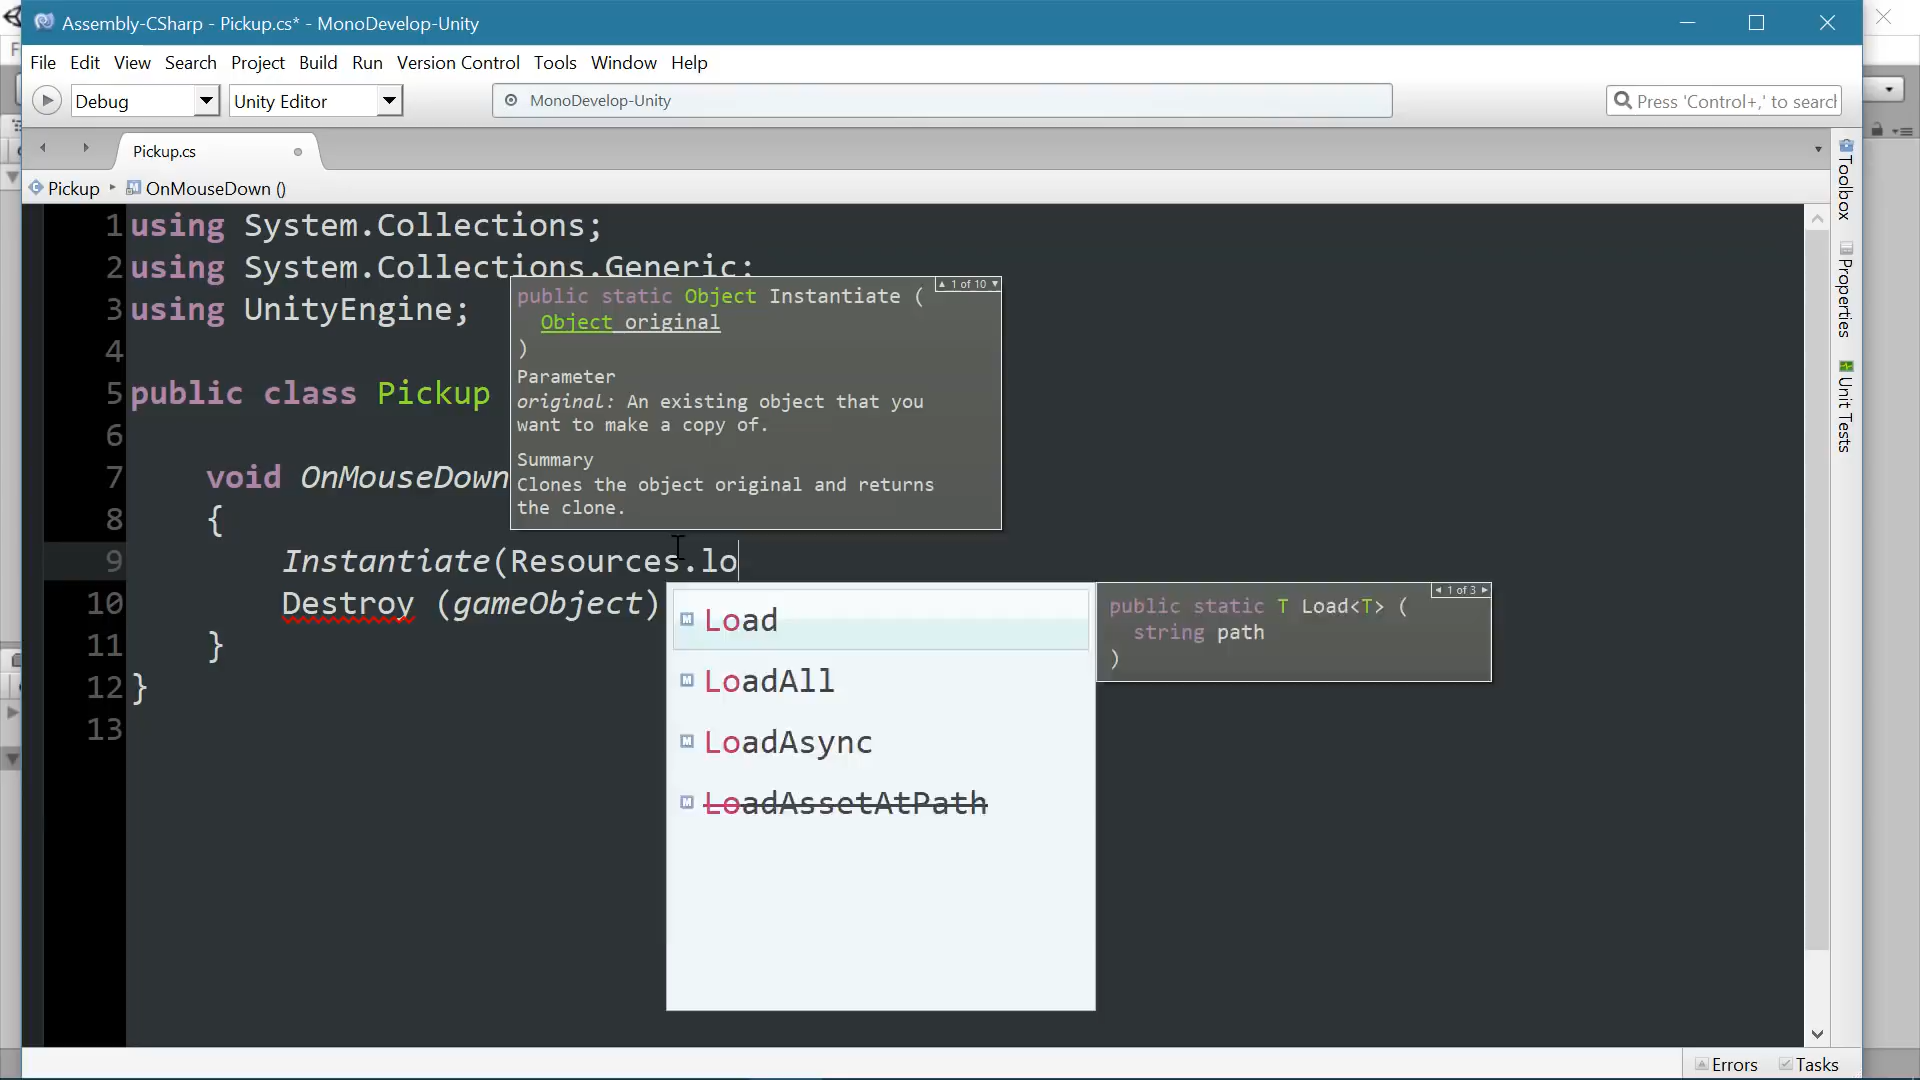 Assembly-CSharp - Pickup.cs* - MonoDevelop-Unity
File Edit View Search Project Build Run Version Control Tools Window Help
Debug Unity Editor MonoDevelop-Unity Press 'Control+,' to search
Pickup.cs
Pickup OnMouseDown ()
1 using System.Collections;
2 using System.Collections.Generic;
3 using UnityEngine;
4
5 public class Pickup
6
7 void OnMouseDown
8 {
9 Instantiate(Resources.lo
10 Destroy (gameObject)
11 }
12 }
13
1 of 10
public static Object Instantiate (
Object original
)
Parameter
original: An existing object that you
want to make a copy of.
Summary
Clones the object original and returns
the clone.
Load
LoadAll
LoadAsync
LoadAssetAtPath
1 of 3
public static T Load<T> (
string path
)
Toolbox
Properties
Unit Tests
Errors Tasks